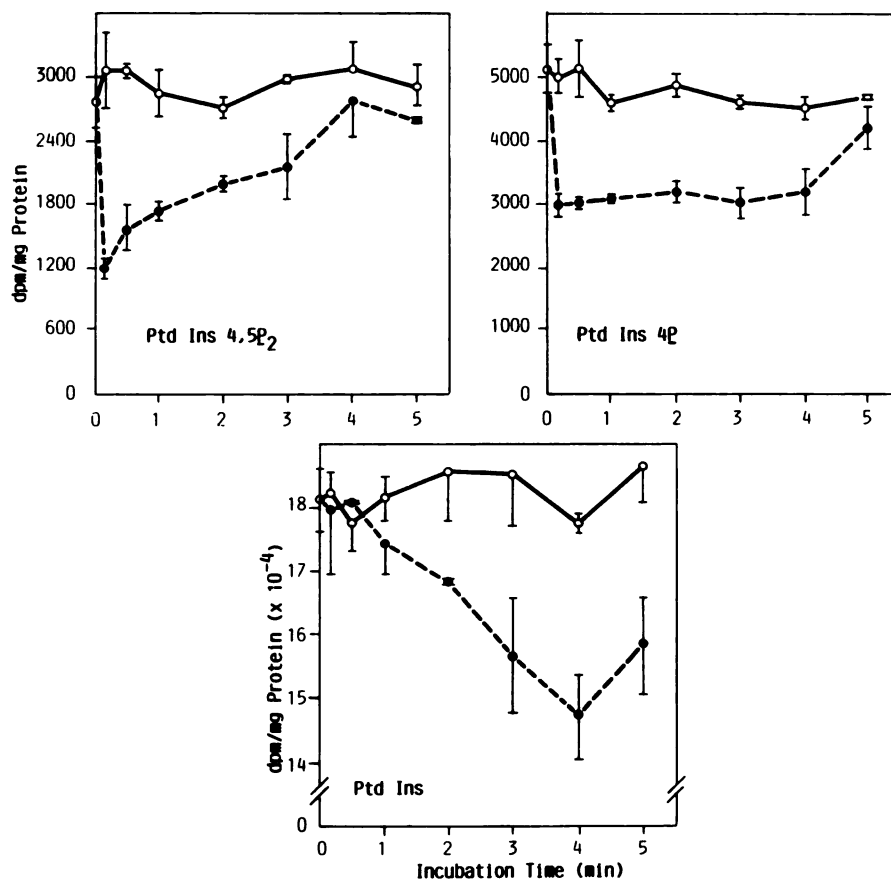 dpm/mg Protein
3000
2400
1800
1200
600
0
Ptd Ins 4,5P2
0 1 2 3 4 5
5000
4000
3000
2000
1000
0
Ptd Ins 4P
0 1 2 3 4 5
dpm/mg Protein (x 10-4)
18
17
16
15
14
0
Ptd Ins
0 1 2 3 4 5
Incubation Time (min)